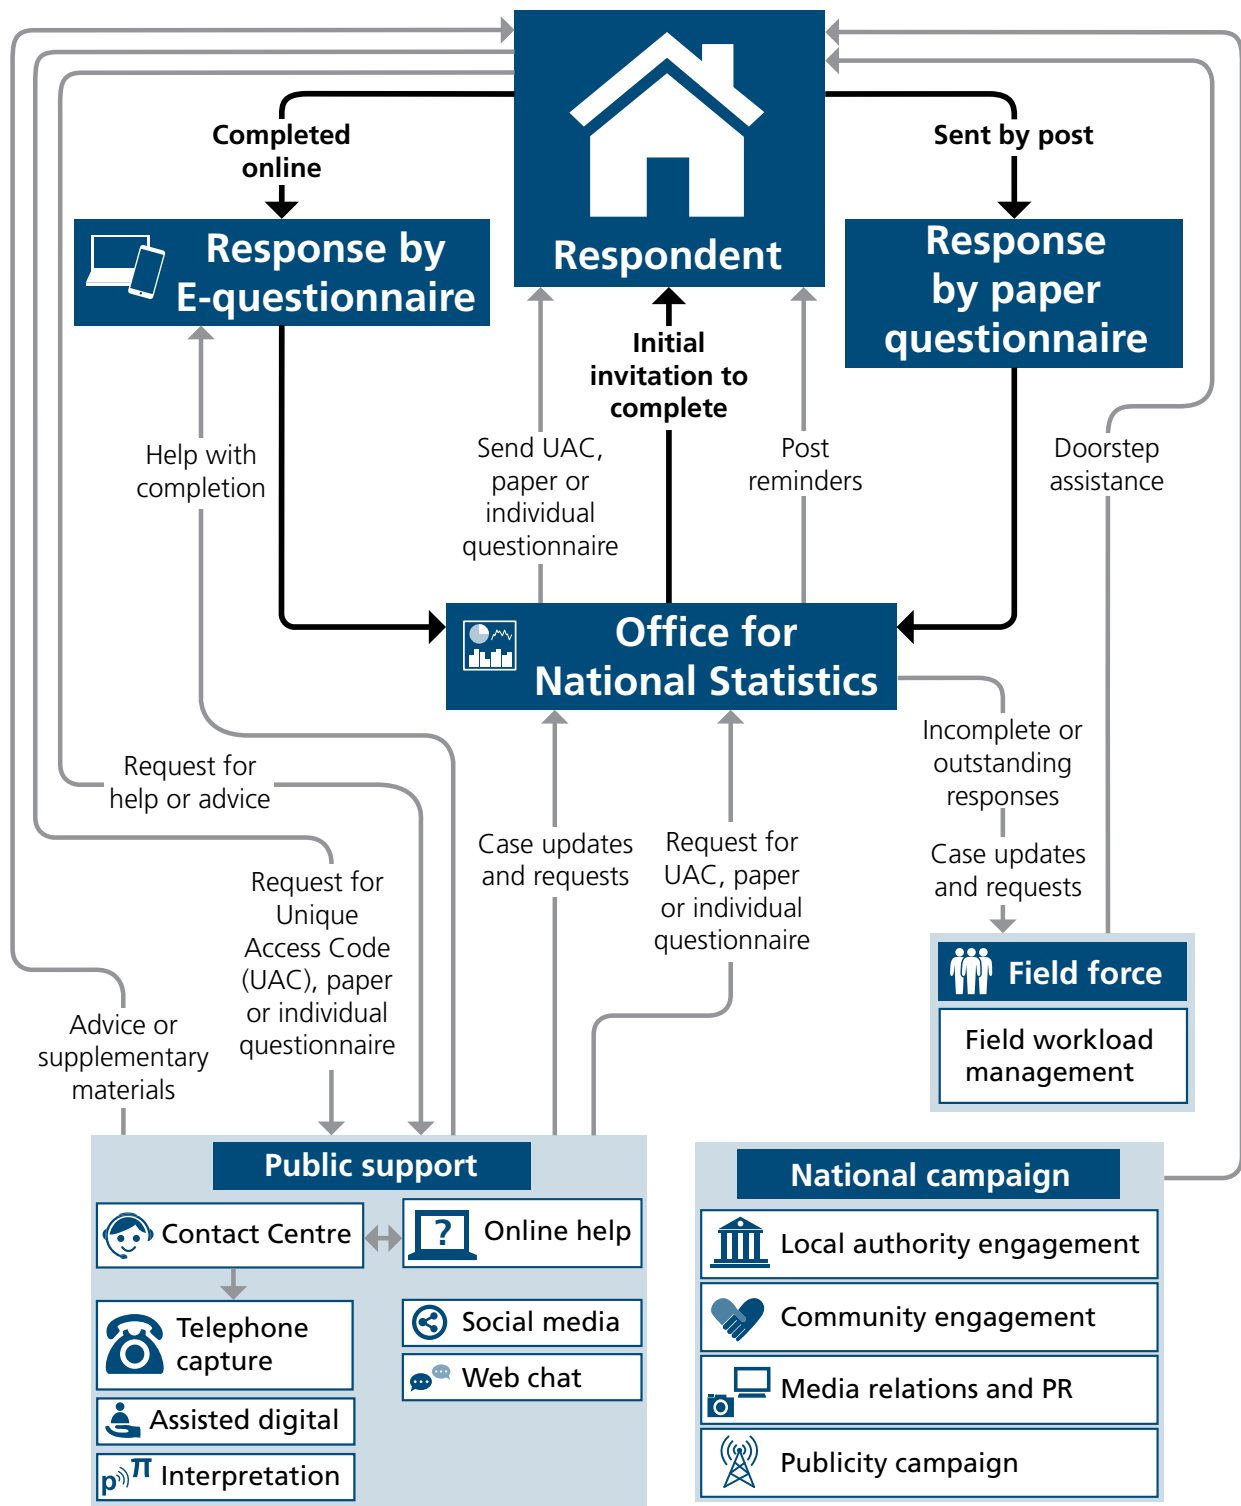 Respondent
Completed
online
Sent by post
Response by
E-questionnaire
Response
by paper
questionnaire
Initial
invitation to
complete
Help with
completion
Send UAC,
paper or
individual
questionnaire
Post
reminders
Doorstep
assistance
Office for
National Statistics
Request for
help or advice
Case updates
and requests
Request for
UAC, paper
or individual
questionnaire
Incomplete or
outstanding
responses
Case updates
and requests
Request for
Unique
Access Code
(UAC), paper
or individual
questionnaire
Advice or
supplementary
materials
Field force
Field workload
management
Public support
Contact Centre
?
Online help
Telephone
capture
Social media
Web chat
Assisted digital
p π
Interpretation
National campaign
Local authority engagement
Community engagement
Media relations and PR
Publicity campaign